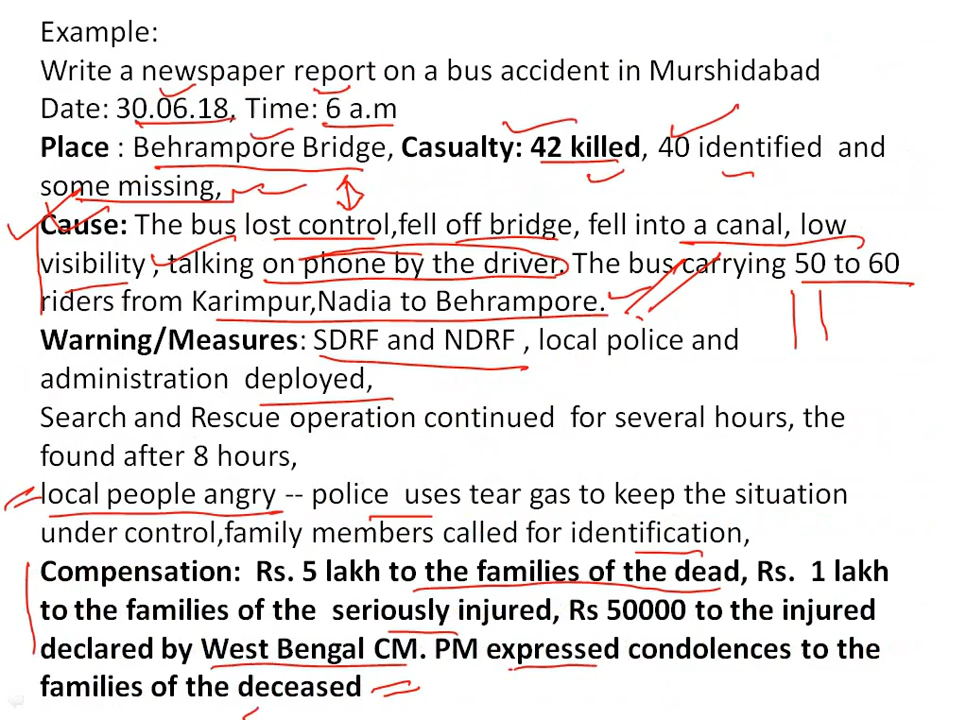 Example:
Write a newspaper report on a bus accident in Murshidabad
Date: 30.06.18, Time: 6 a.m
Place : Behrampore Bridge, Casualty: 42 killed, 40 identified and
some missing,
Cause: The bus lost control,fell off bridge, fell into a canal, low
visibility , talking on phone by the driver. The bus carrying 50 to 60
riders from Karimpur,Nadia to Behrampore.
Warning/Measures: SDRF and NDRF , local police and
administration deployed,
Search and Rescue operation continued for several hours, the
found after 8 hours,
local people angry -- police uses tear gas to keep the situation
under control,family members called for identification,
Compensation: Rs. 5 lakh to the families of the dead, Rs. 1 lakh
to the families of the seriously injured, Rs 50000 to the injured
declared by West Bengal CM. PM expressed condolences to the
families of the deceased